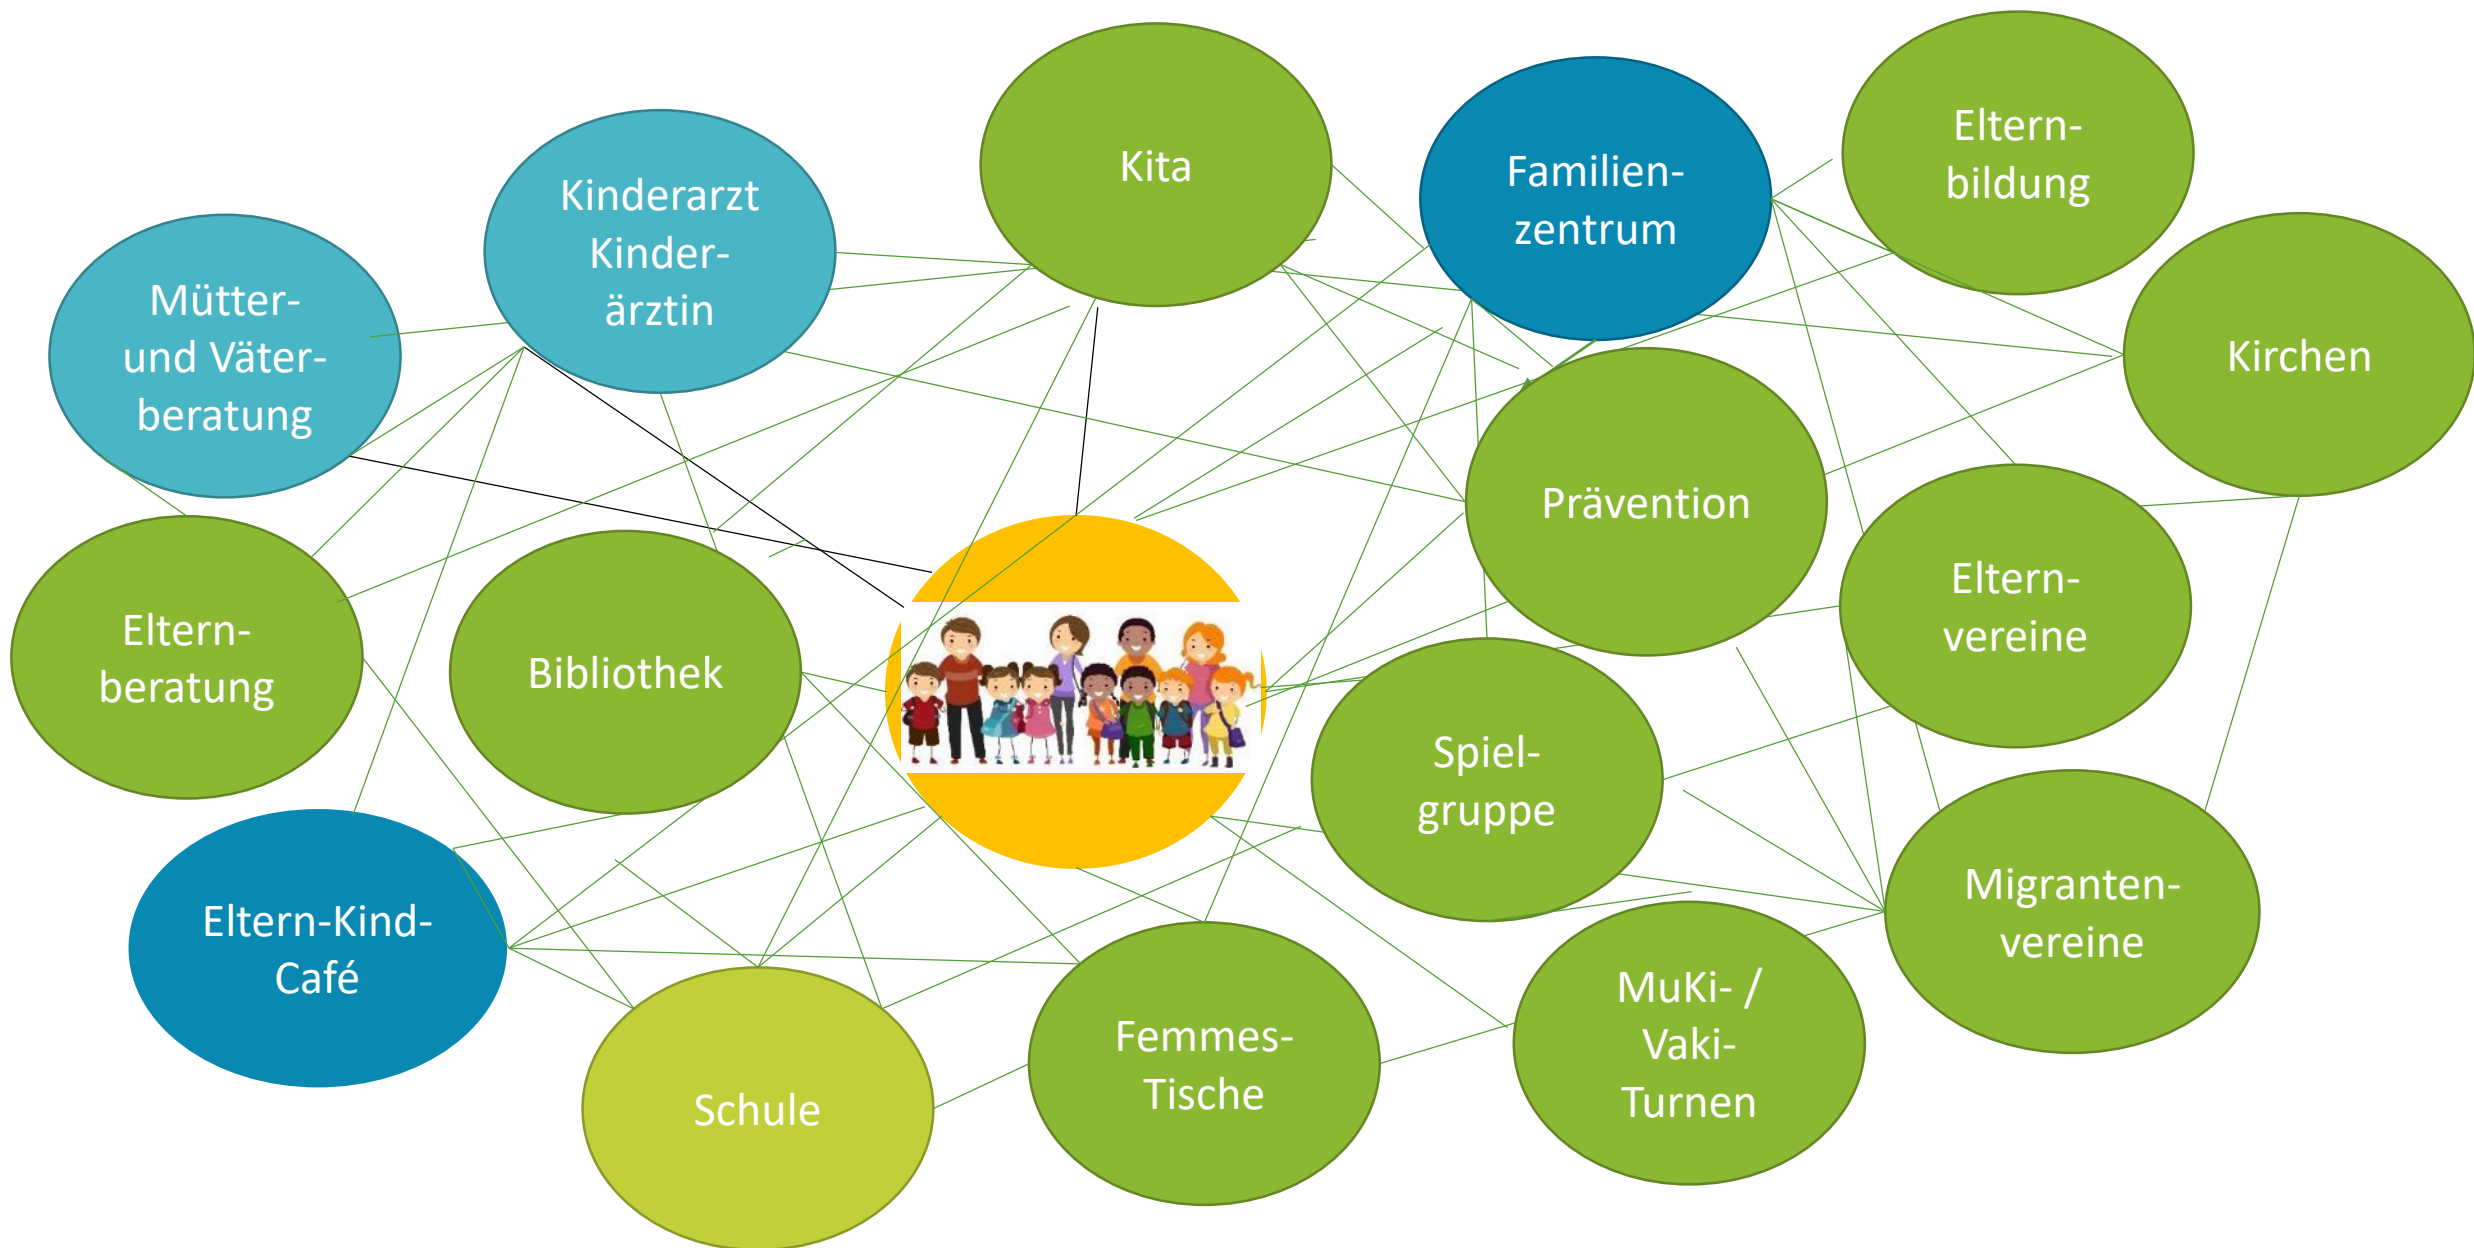 Kita
Familien-
zentrum
Eltern-
bildung
Kinderarzt
Kinder-
ärztin
Mütter-
und Väter-
beratung
Kirchen
Prävention
Eltern-
vereine
Eltern-
beratung
Bibliothek
Spiel-
gruppe
Migranten-
vereine
Eltern-Kind-
Café
MuKi- /
Vaki-
Turnen
Femmes-
Tische
Schule